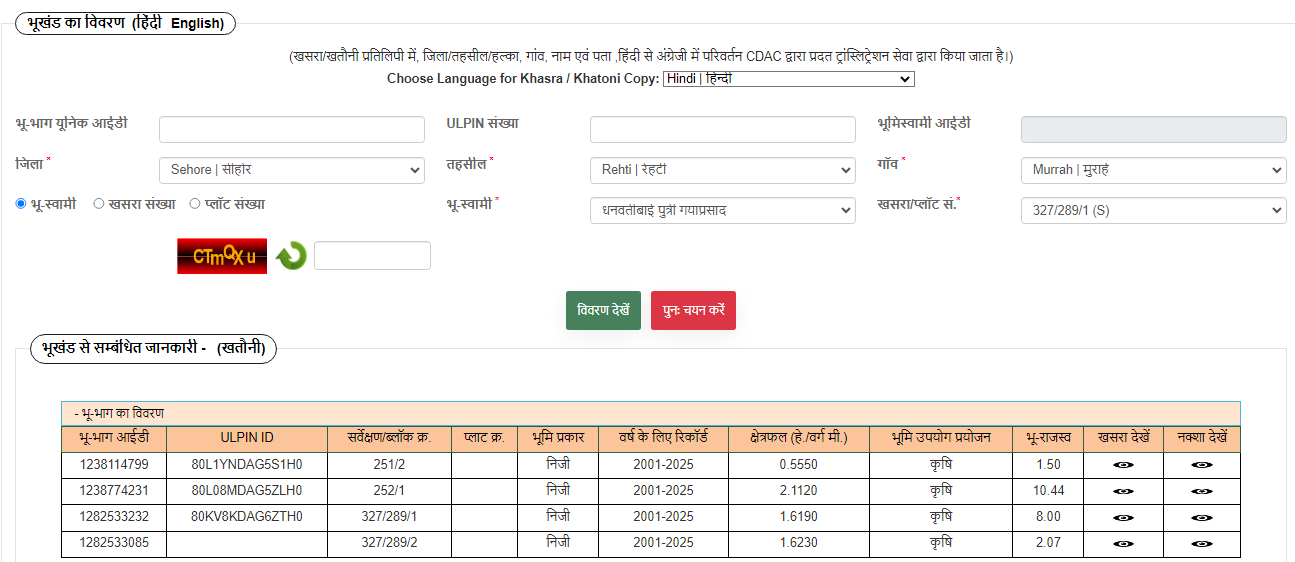 भूखंड का विवरण (हिंदी English)
(खसरा/खतौनी प्रतिलिपी में, जिला/तहसील/हल्का, गांव, नाम एवं पता ,हिंदी से अंग्रेजी में परिवर्तन CDAC द्वारा प्रदत ट्रांस्लिट्रेशन सेवा द्वारा किया जाता है।)
Choose Language for Khasra / Khatoni Copy: Hindi | हिन्दी
भू-भाग यूनिक आईडी ULPIN संख्या भूमिस्वामी आईडी
जिला * Sehore | सीहोर तहसील * Rehti | रेहटी गाँव * Murrah | मुराहे
भू-स्वामी खसरा संख्या प्लॉट संख्या भू-स्वामी * धनवतीबाई पुत्री गयाप्रसाद खसरा/प्लॉट सं.* 327/289/1 (S)
CTmQXu
विवरण देखें पुनः चयन करें
भूखंड से सम्बंधित जानकारी - (खतौनी)
- भू-भाग का विवरण
भू-भाग आईडी ULPIN ID सर्वेक्षण/ब्लॉक क्र. प्लाट क्र. भूमि प्रकार वर्ष के लिए रिकॉर्ड क्षेत्रफल (हे./वर्ग मी.) भूमि उपयोग प्रयोजन भू-राजस्व खसरा देखें नक्शा देखें
1238114799 80L1YNDAG5S1H0 251/2 निजी 2001-2025 0.5550 कृषि 1.50
1238774231 80L08MDAG5ZLH0 252/1 निजी 2001-2025 2.1120 कृषि 10.44
1282533232 80KV8KDAG6ZTH0 327/289/1 निजी 2001-2025 1.6190 कृषि 8.00
1282533085 327/289/2 निजी 2001-2025 1.6230 कृषि 2.07